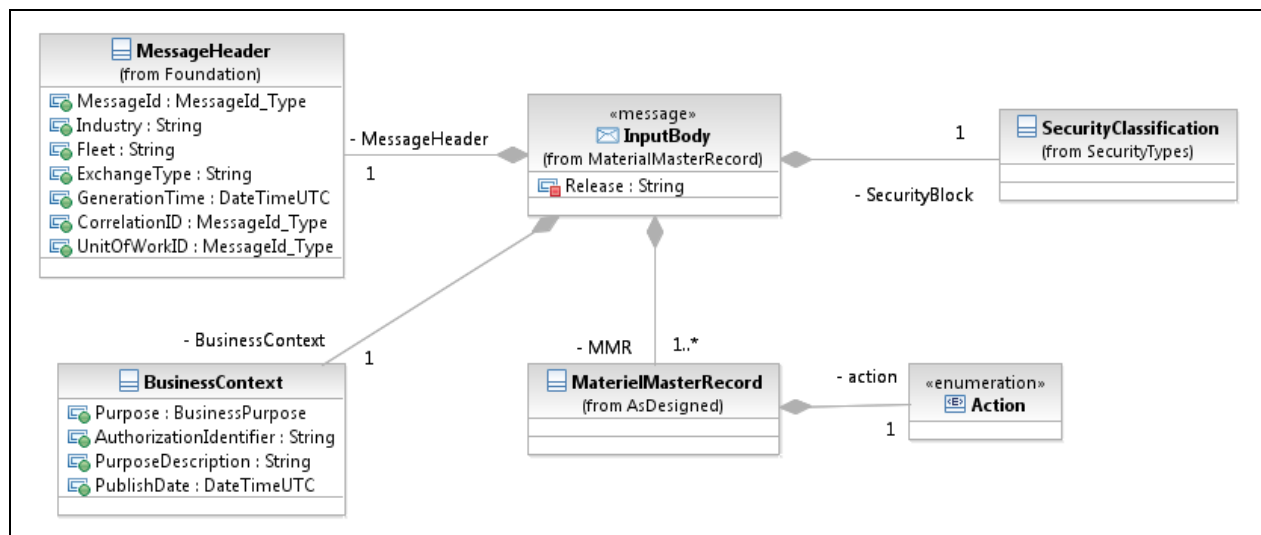 MessageHeader
(from Foundation)
MessageId : MessageId_Type
Industry : String
Fleet : String
ExchangeType : String
GenerationTime : DateTimeUTC
CorrelationID : MessageId_Type
UnitOfWorkID : MessageId_Type
- MessageHeader
1
«message»
InputBody
(from MaterialMasterRecord)
Release : String
1
- SecurityBlock
SecurityClassification
(from SecurityTypes)
- BusinessContext
1
BusinessContext
Purpose : BusinessPurpose
AuthorizationIdentifier : String
PurposeDescription : String
PublishDate : DateTimeUTC
- MMR
1..*
MaterielMasterRecord
(from AsDesigned)
- action
1
«enumeration»
<E> Action